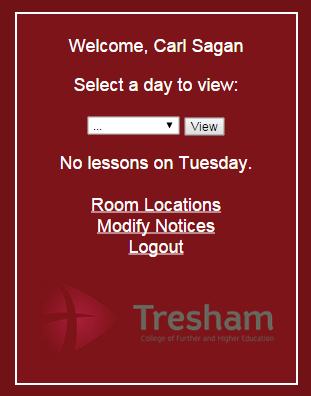 Welcome, Carl Sagan
Select a day to view:
... View
No lessons on Tuesday.
Room Locations
Modify Notices
Logout
Tresham
College of Further and Higher Education